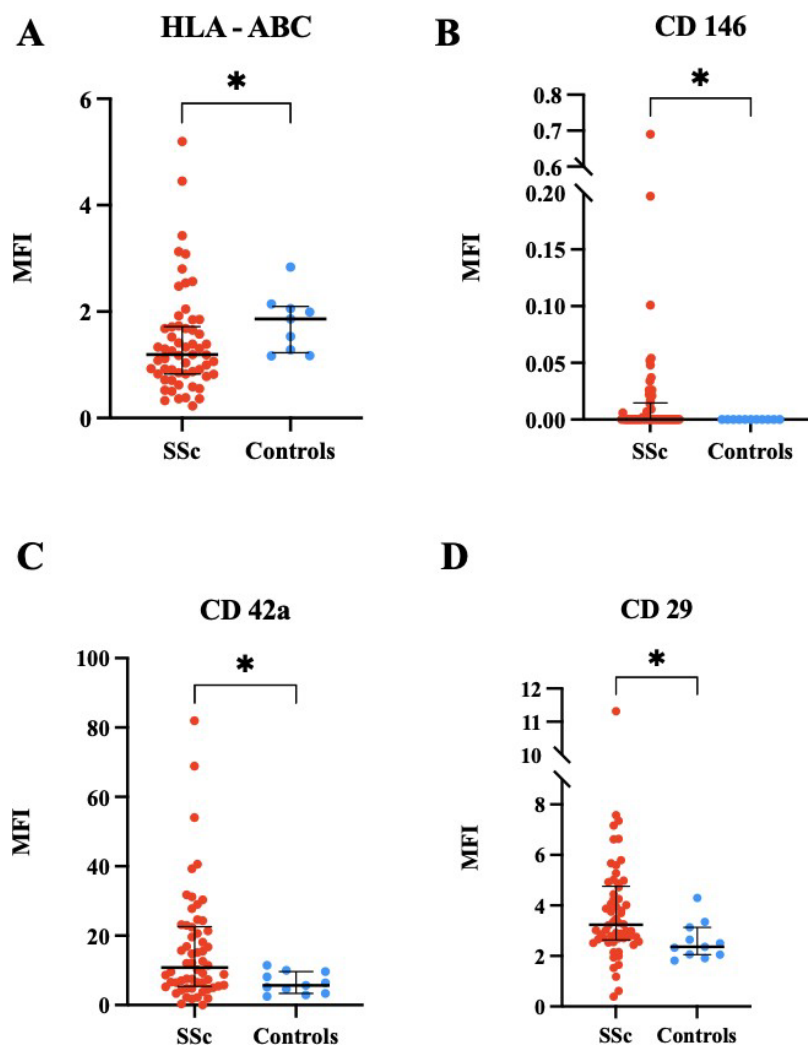 A
HLA - ABC
*
6
4
2
0
MFI
SSc
Controls
B
CD 146
*
0.8
0.7
0.6
0.20
0.15
0.10
0.05
0.00
MFI
SSc
Controls
C
CD 42a
*
100
80
60
40
20
0
MFI
SSc
Controls
D
CD 29
*
12
11
10
8
6
4
2
0
MFI
SSc
Controls